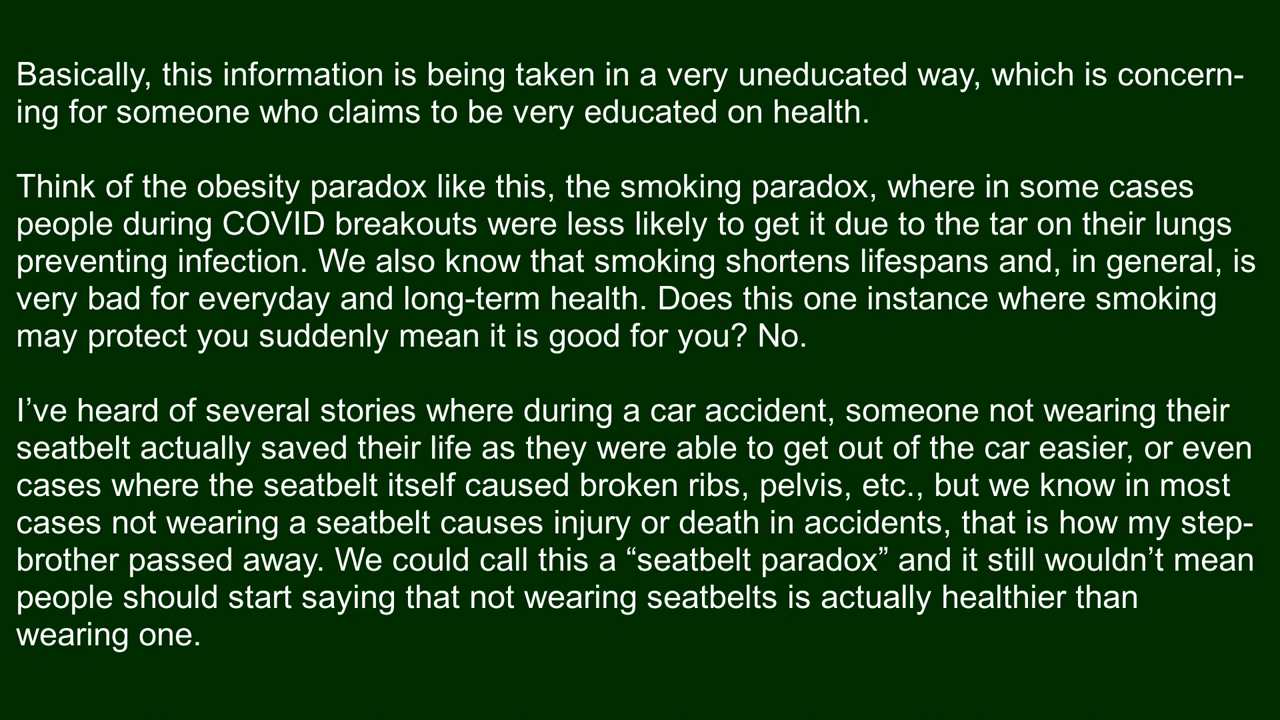 Basically, this information is being taken in a very uneducated way, which is concern-
ing for someone who claims to be very educated on health.
Think of the obesity paradox like this, the smoking paradox, where in some cases
people during COVID breakouts were less likely to get it due to the tar on their lungs
preventing infection. We also know that smoking shortens lifespans and, in general, is
very bad for everyday and long-term health. Does this one instance where smoking
may protect you suddenly mean it is good for you? No.
I’ve heard of several stories where during a car accident, someone not wearing their
seatbelt actually saved their life as they were able to get out of the car easier, or even
cases where the seatbelt itself caused broken ribs, pelvis, etc., but we know in most
cases not wearing a seatbelt causes injury or death in accidents, that is how my step-
brother passed away. We could call this a “seatbelt paradox” and it still wouldn’t mean
people should start saying that not wearing seatbelts is actually healthier than
wearing one.